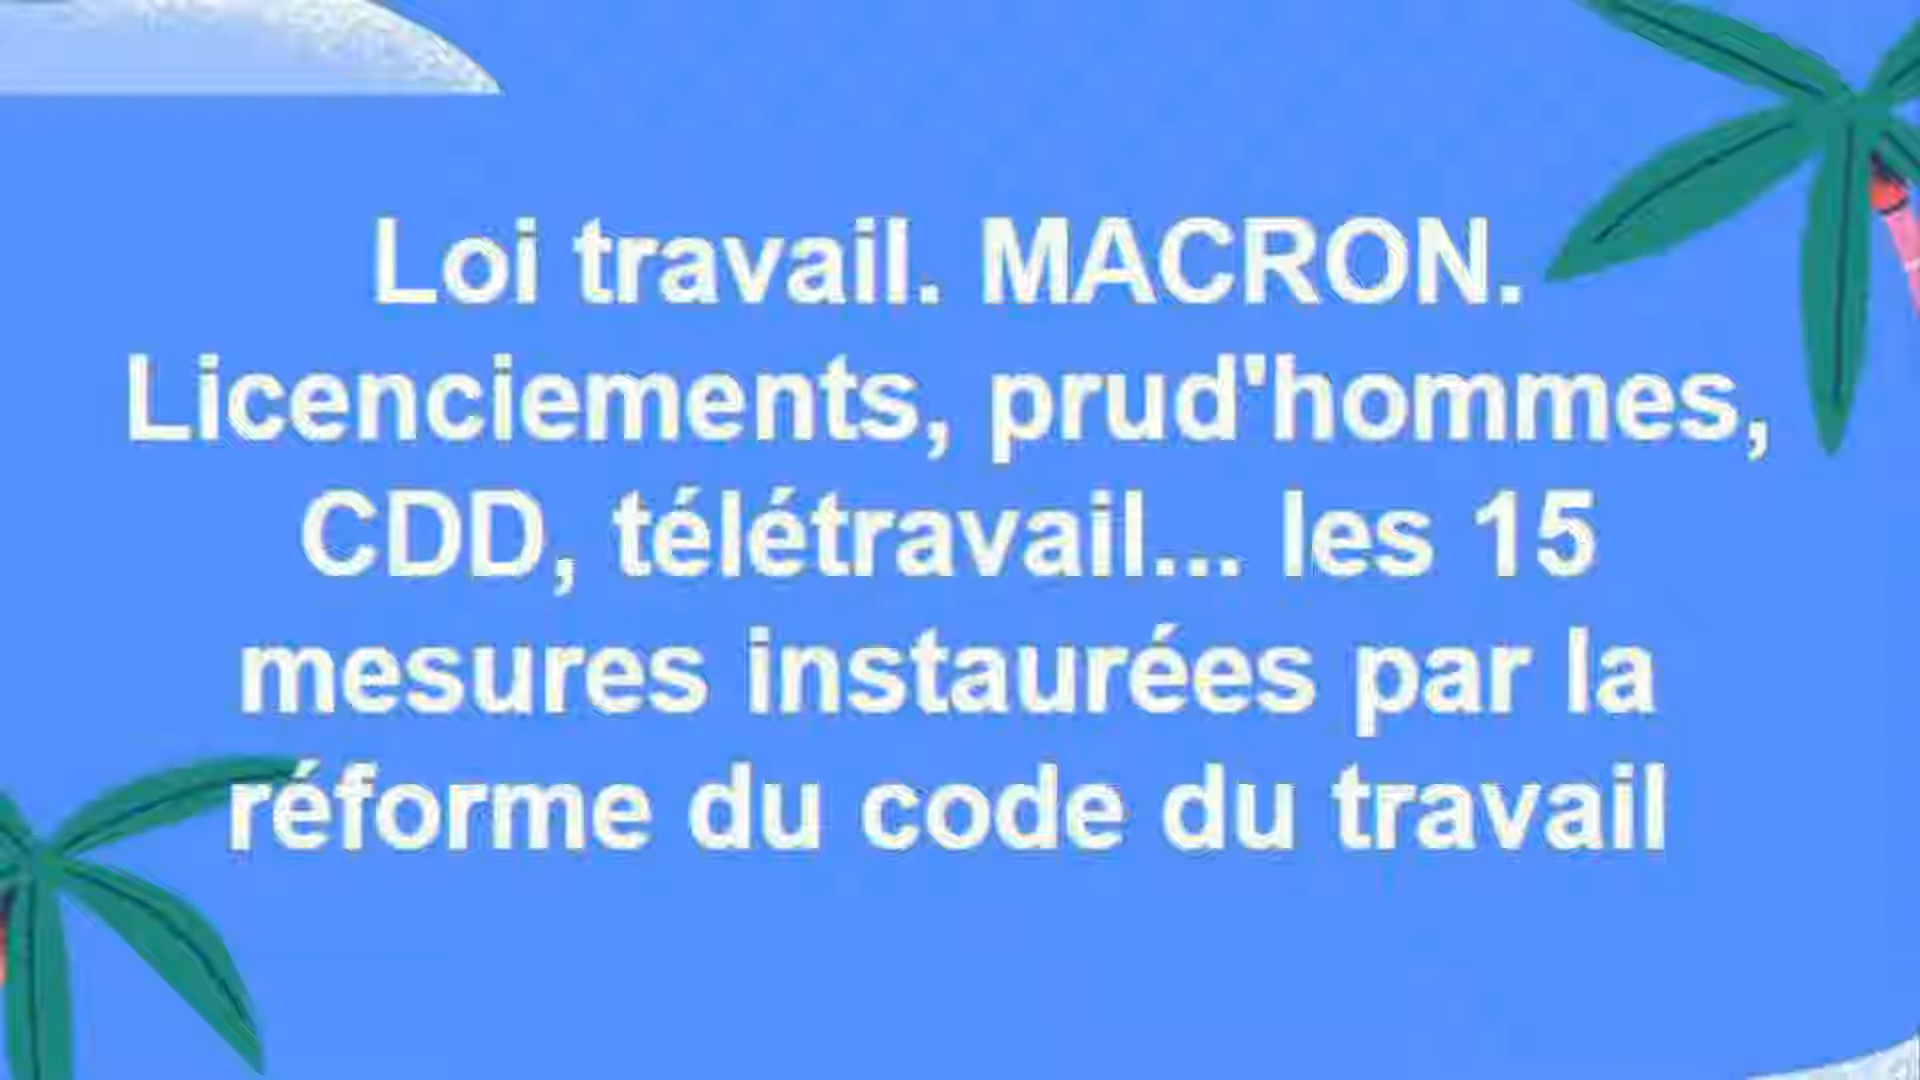 Loi travail. MACRON.
Licenciements, prud'hommes,
CDD, télétravail... les 15
mesures instaurées par la
réforme du code du travail